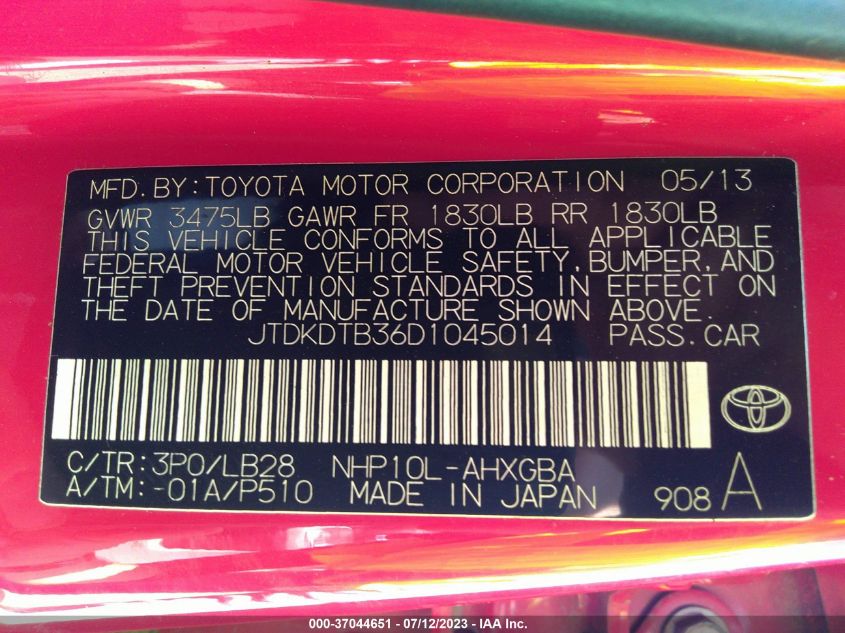 MFD.BY:TOYOTA MOTOR CORPORATION 05/13
GVWR 3475LB GAWR FR 1830LB RR 1830LB
THIS VEHICLE CONFORMS TO ALL APPLICABLE
FEDERAL MOTOR VEHICLE SAFETY,BUMPER,AND
THEFT PREVENTION STANDARDS IN EFFECT ON
THE DATE OF MANUFACTURE SHOWN ABOVE.
JTDKDTB36D1045014 PASS.CAR
C/TR:3P0/LB28 NHP10L-AHXGBA
A/TM:-01A/P510 MADE IN JAPAN 908 A
000-37044651 - 07/12/2023 - IAA Inc.